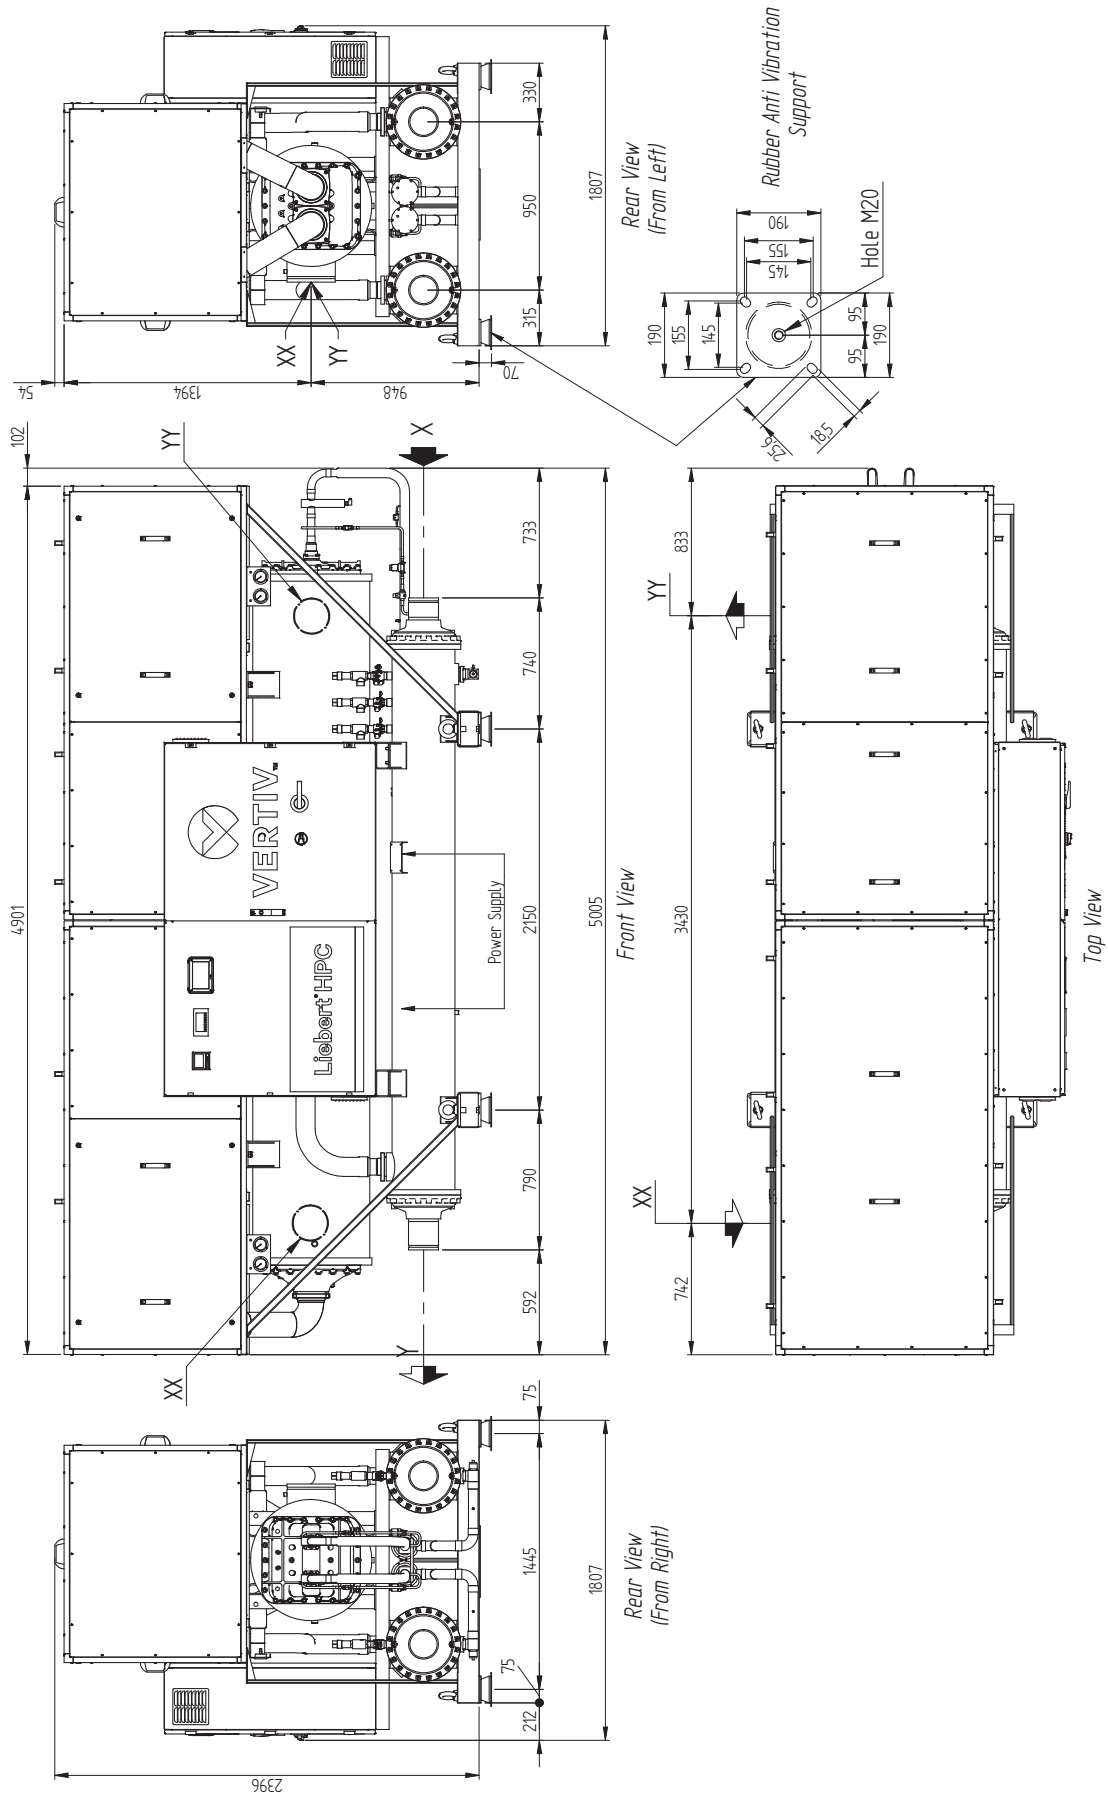 54
1394
948
XX
YY
70
315
950
330
1807
Rear View
(From Left)
Rubber Anti Vibration
Support
190
155
145
Hole M20
190
155
145
95
95
190
25,6
18,5
4901
102
YY
X
XX
Y
VERTIV™
Liebert® HPC
Power Supply
592
790
2150
740
733
5005
Front View
742
3430
833
XX
YY
Top View
2396
212
75
1445
75
1807
Rear View
(From Right)